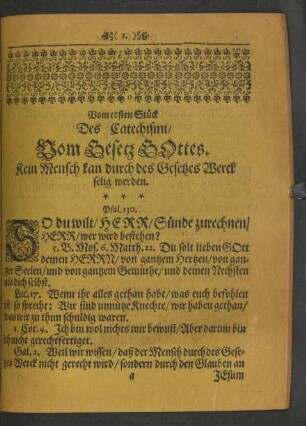 ( 1. )
Vom ersten Stück
Des Catechismi/
Vom Gesetz GOttes.
Kein Mensch kan durch des Gesetzes Werck
selig werden.
* * *
Psal. 130.
SO du wilt/ HERR/ Sünde zurechnen/
HERR/ wer wird bestehen?
5. B. Mos. 6. Matth. 22. Du solt lieben GOtt
deinen HERRN/ von gantzem Hertzen/ von gan-
tzer Seelen/ und von gantzem Gemüthe/ und deinen Nechsten
als dich selbst.
Luc. 17. Wenn ihr alles gethan habt/ was euch befohlen
ist/ so sprecht: Wir sind unnütze Knechte/ wir haben gethan/
was wir zu thun schuldig waren.
1. Cor. 4. Ich bin wol nichts mir bewust/ Aber darinn bin
ich nicht gerechtfertiget.
Gal. 2. Weil wir wissen/ daß der Mensch durch des Gese-
tzes Werck nicht gerecht wird/ sondern durch den Glauben an
a JEsum